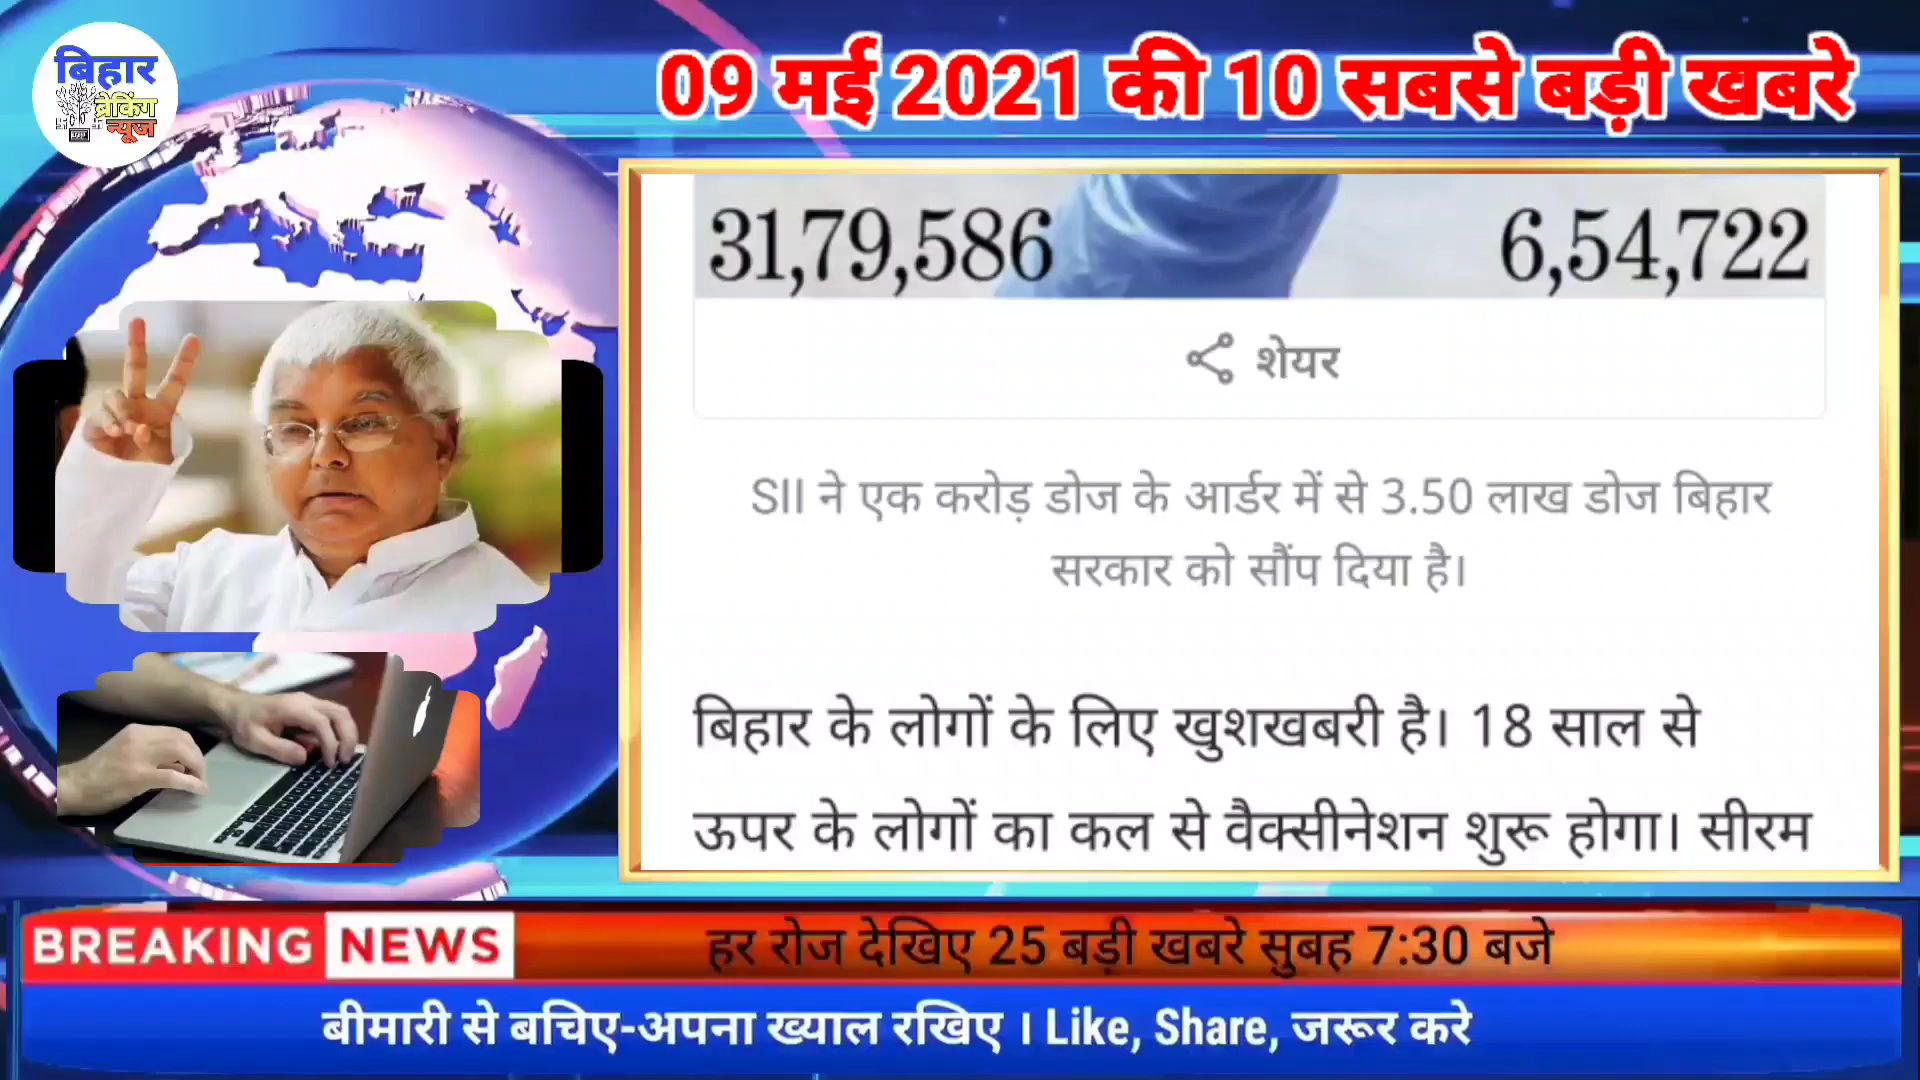 बिहार
ब्रेकिंग
न्यूज
09 मई 2021 की 10 सबसे बड़ी खबरे
31,79,586
6,54,722
शेयर
SII ने एक करोड़ डोज के आर्डर में से 3.50 लाख डोज बिहार
सरकार को सौंप दिया है।
बिहार के लोगों के लिए खुशखबरी है। 18 साल से
ऊपर के लोगों का कल से वैक्सीनेशन शुरू होगा। सीरम
BREAKING NEWS
हर रोज देखिए 25 बड़ी खबरे सुबह 7:30 बजे
बीमारी से बचिए-अपना ख्याल रखिए । Like, Share, जरूर करे